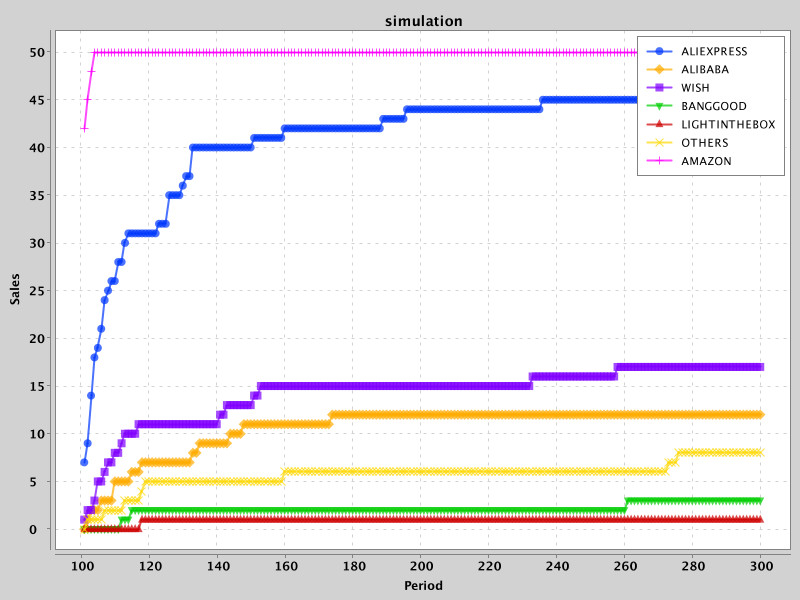 simulation
50
45
40
35
30
25
20
15
10
5
0
Sales
100 120 140 160 180 200 220 240 260 280 300
Period
ALIEXPRESS
ALIBABA
WISH
BANGGOOD
LIGHTINTHEBOX
OTHERS
AMAZON